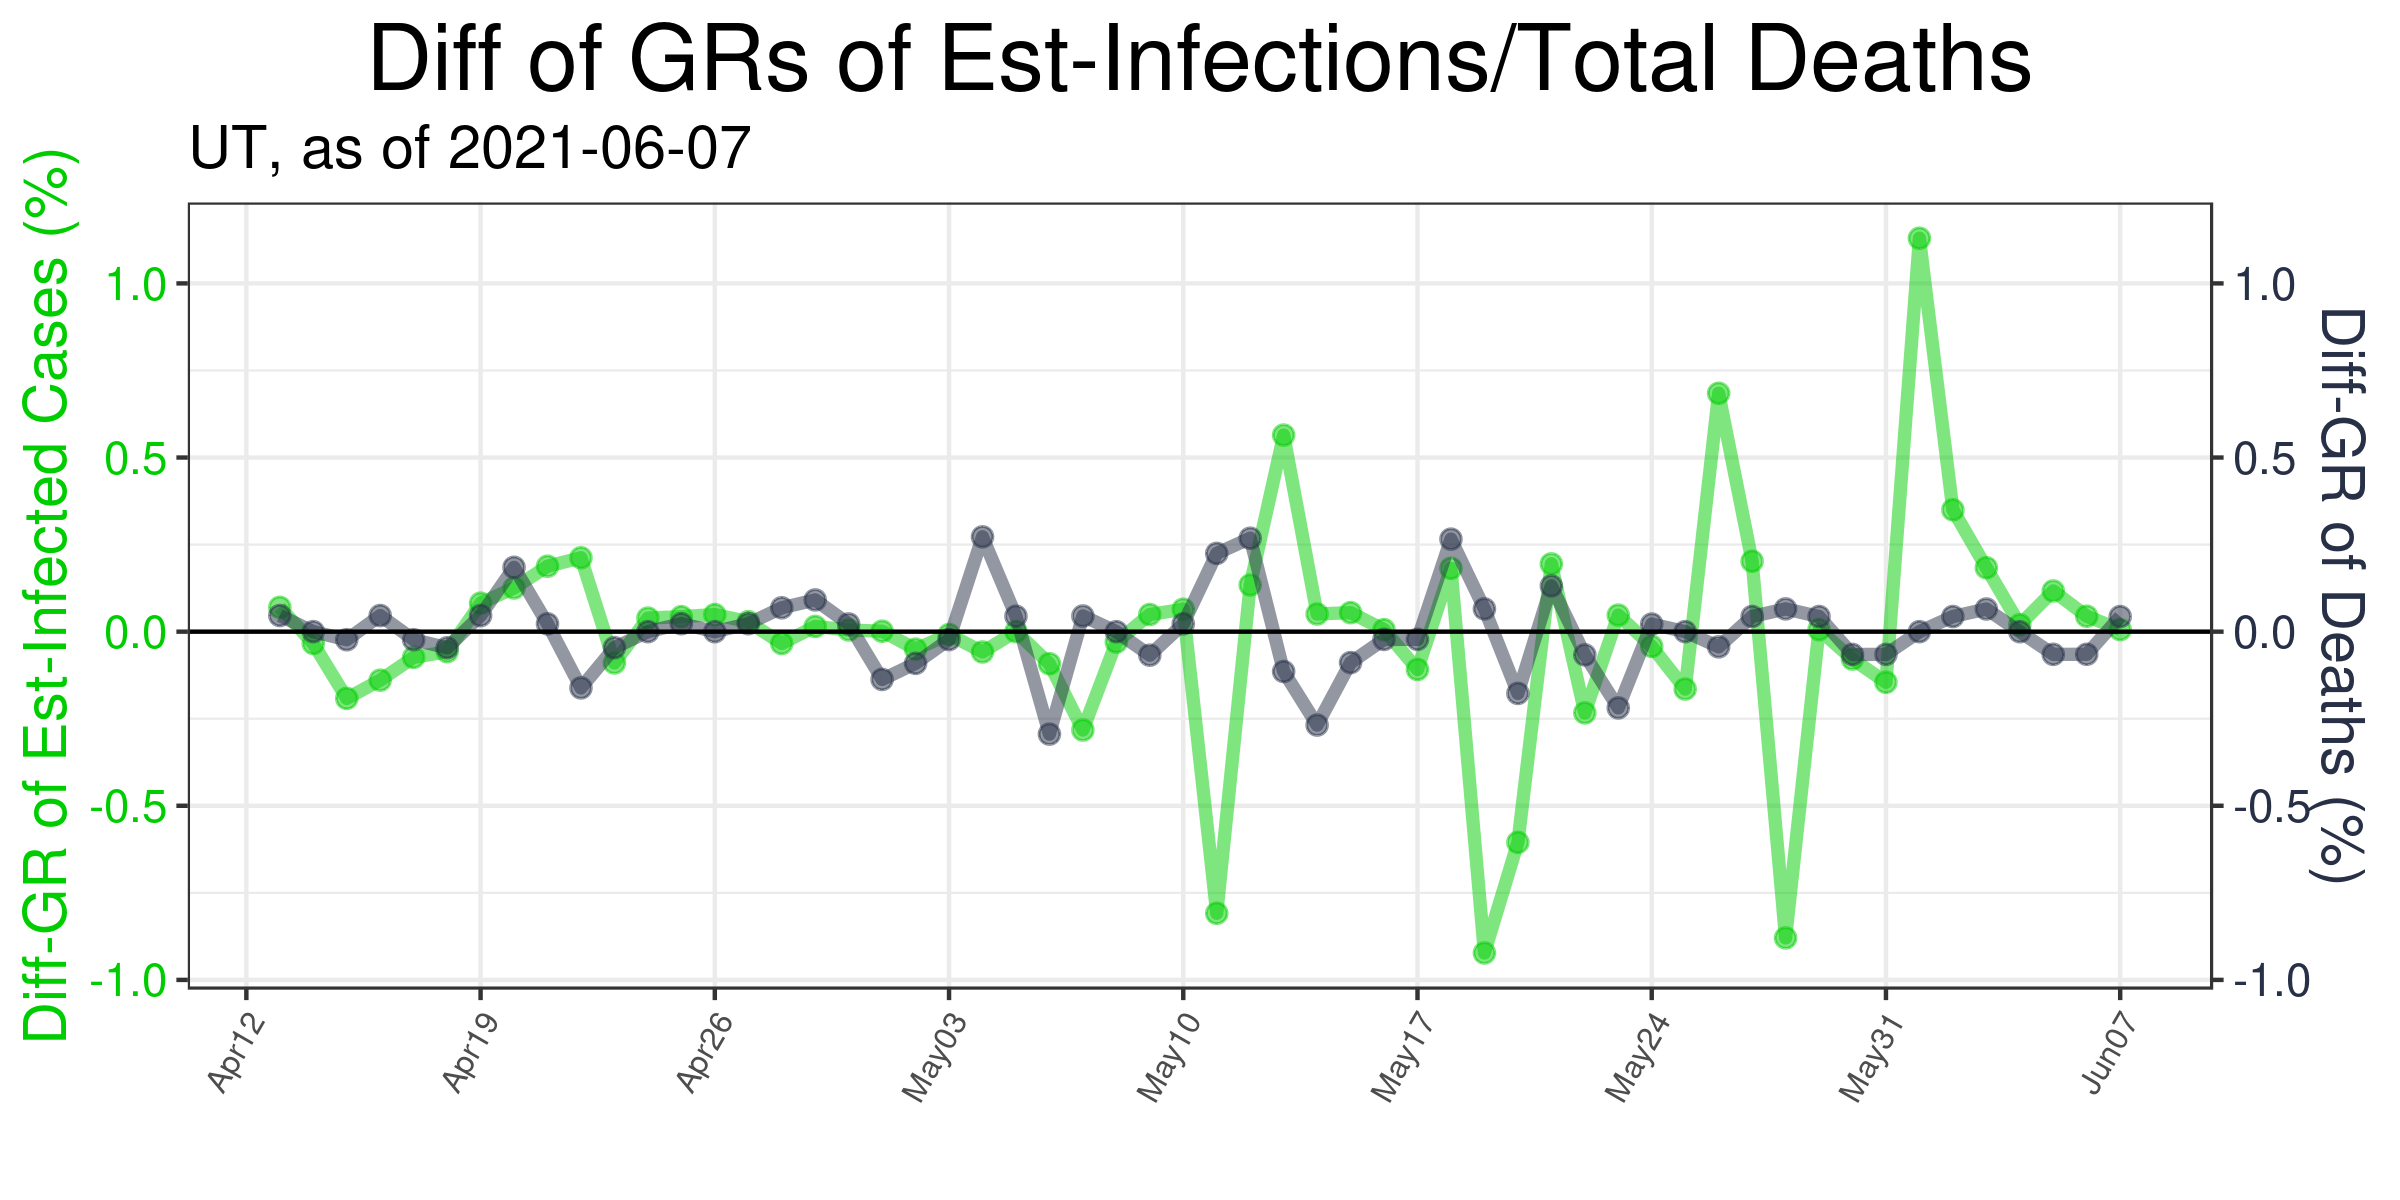 Diff of GRs of Est-Infections/Total Deaths
UT, as of 2021-06-07
Diff-GR of Est-Infected Cases (%)
1.0
0.5
0.0
-0.5
-1.0
1.0
0.5
0.0
-0.5
-1.0
Diff-GR of Deaths (%)
Apr12
Apr19
Apr26
May03
May10
May17
May24
May31
Jun07